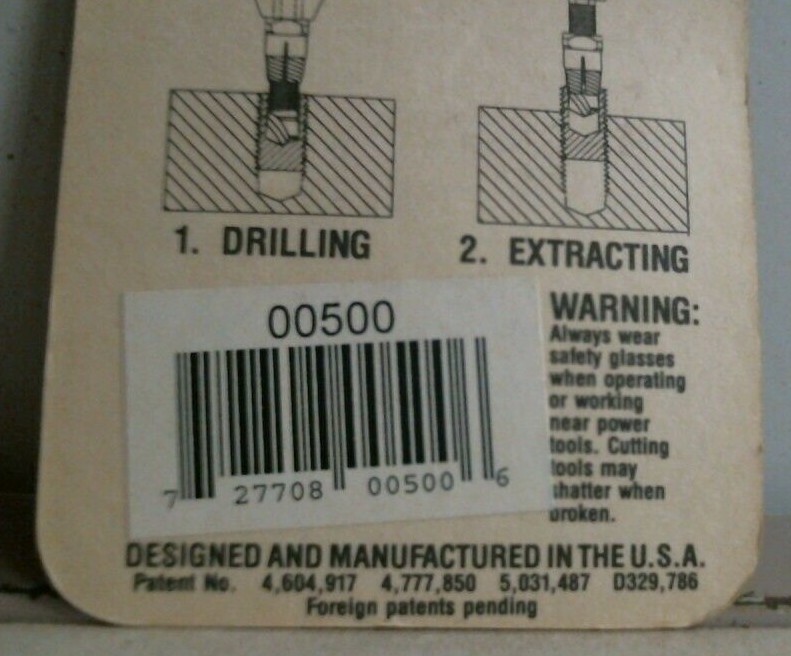 1. DRILLING
2. EXTRACTING
00500
7 27708 00500 6
WARNING:
Always wear
safety glasses
when operating
or working
near power
tools. Cutting
tools may
shatter when
broken.
DESIGNED AND MANUFACTURED IN THE U.S.A.
Patent No. 4,604,917 4,777,850 5,031,487 D329,786
Foreign patents pending